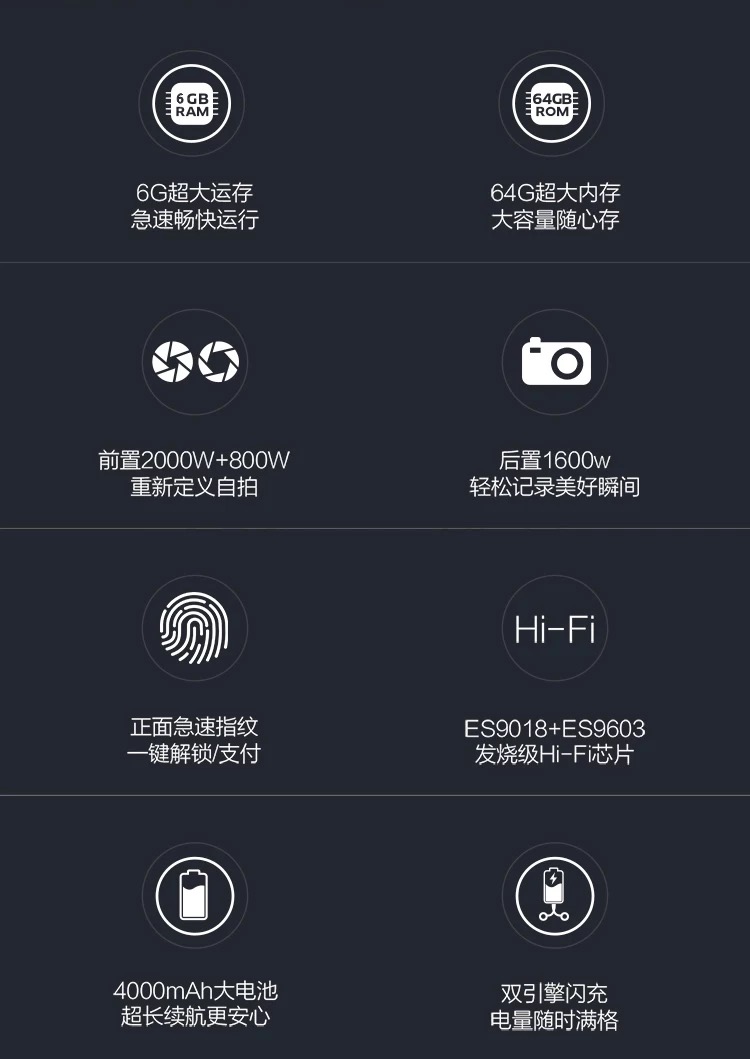 6GB
RAM
64GB
ROM
6G超大运存
急速畅快运行
64G超大内存
大容量随心存
前置2000W+800W
重新定义自拍
后置1600w
轻松记录美好瞬间
正面急速指纹
一键解锁/支付
Hi-Fi
ES9018+ES9603
发烧级Hi-Fi芯片
4000mAh大电池
超长续航更安心
双引擎闪充
电量随时满格